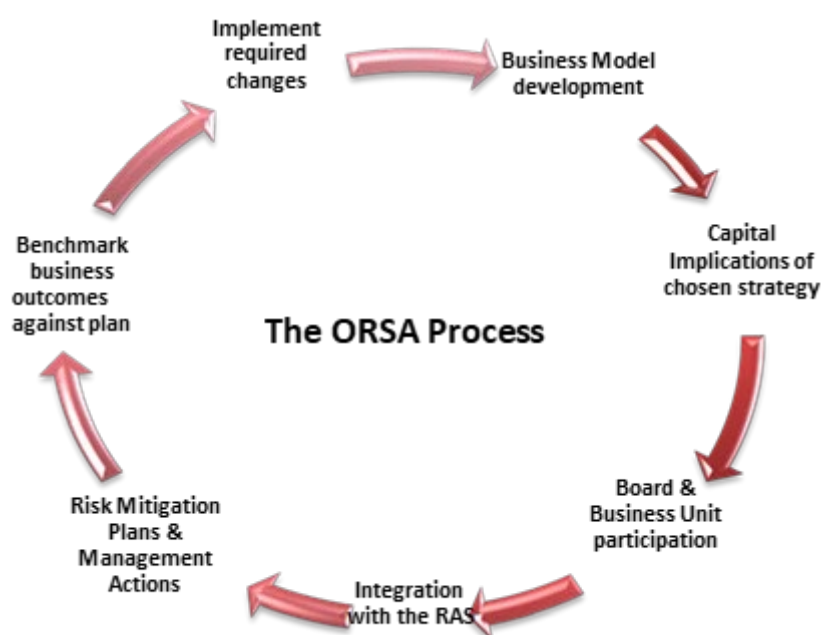 Implement
required
changes
Business Model
development
Capital
Implications of
chosen strategy
Board &
Business Unit
participation
Integration
with the RAS
Risk Mitigation
Plans &
Management
Actions
Benchmark
business
outcomes
against plan
The ORSA Process